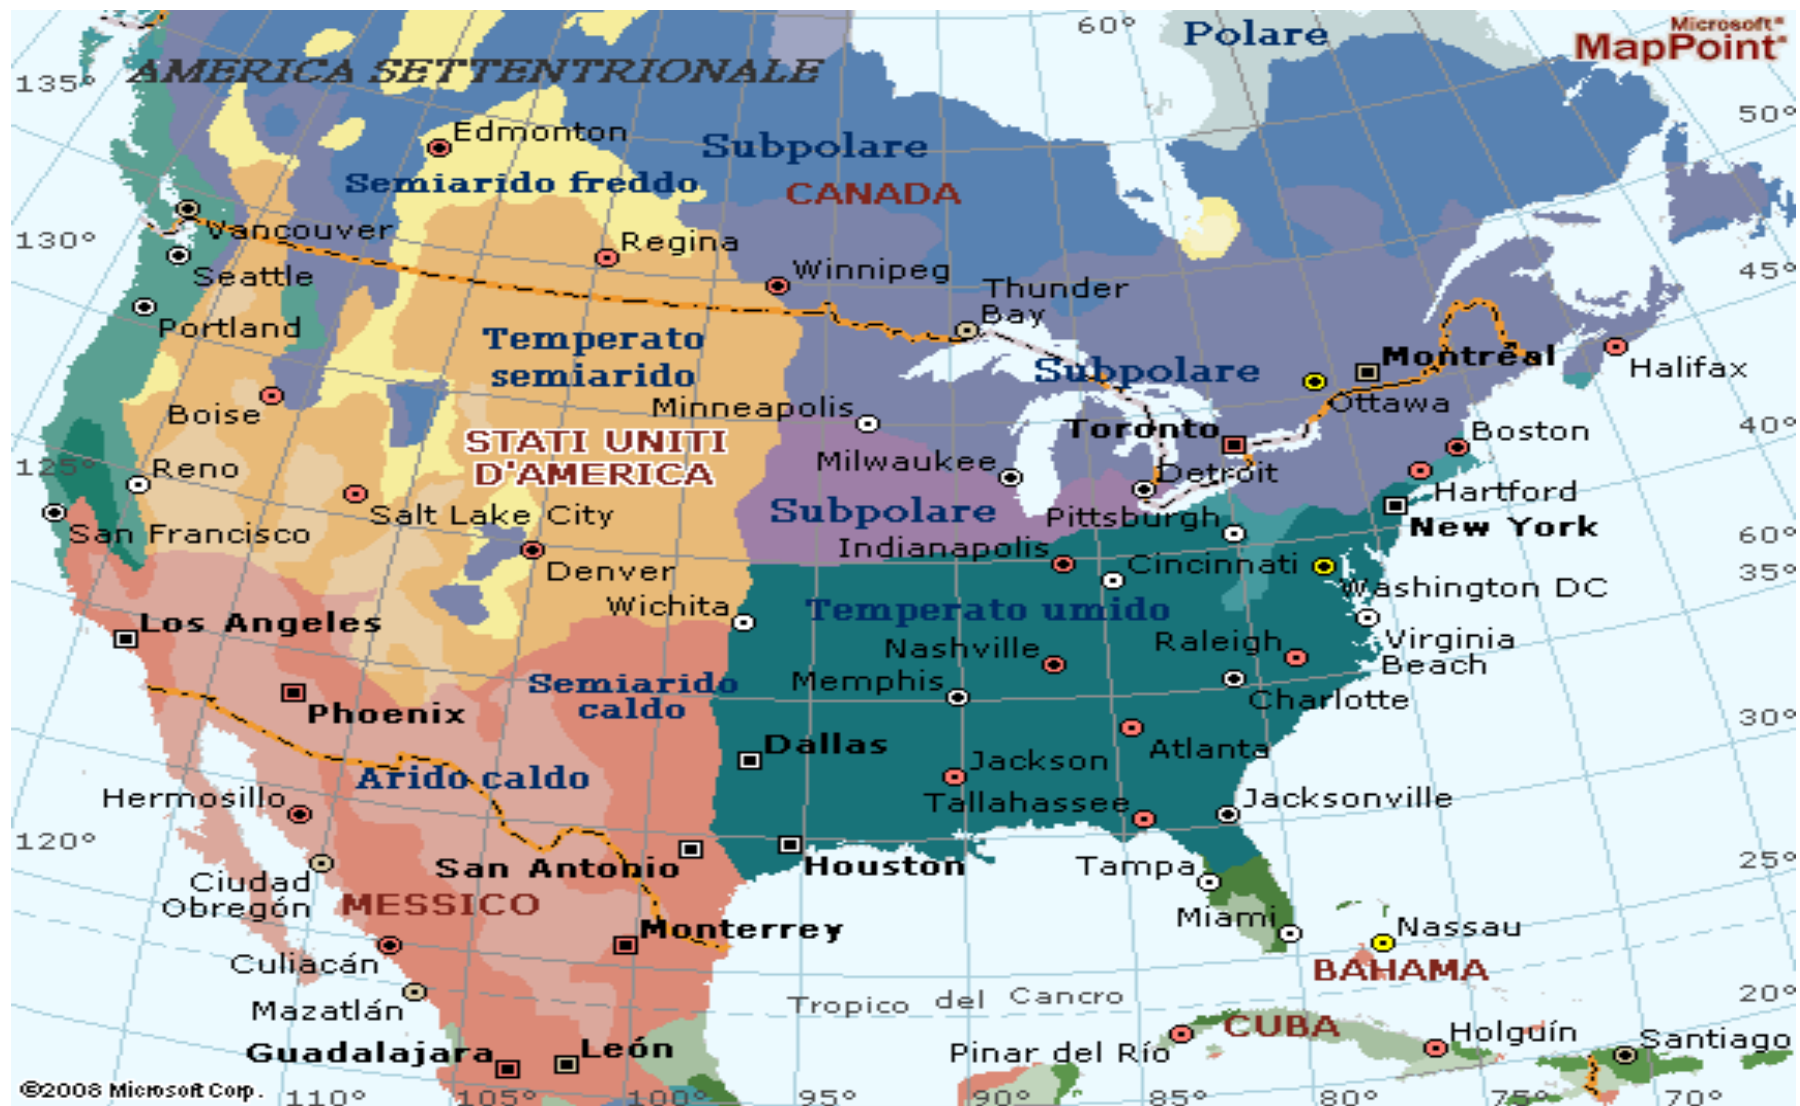 Microsoft®
MapPoint®
60°
Polare
AMERICA SETTENTRIONALE
135°
50°
Edmonton
Subpolare
Semiarido freddo
CANADA
Vancouver
130°
Regina
Winnipeg
45°
Seattle
Thunder
Bay
Portland
Temperato
semiarido
Subpolare
Montréal
Halifax
Boise
Minneapolis
Ottawa
40°
STATI UNITI
D'AMERICA
Toronto
Boston
125°
Reno
Milwaukee
Detroit
Hartford
Salt Lake City
Subpolare
Pittsburgh
New York
San Francisco
60°
Indianapolis
Denver
Cincinnati
35°
Washington DC
Wichita
Temperato umido
Los Angeles
Nashville
Raleigh
Virginia
Beach
Semiarido
caldo
Memphis
Charlotte
Phoenix
30°
Dallas
Atlanta
Arido caldo
Jackson
Hermosillo
Tallahassee
Jacksonville
120°
San Antonio
Houston
Tampa
25°
Ciudad
Obregón
MESSICO
Monterrey
Miami
Nassau
Culiacán
BAHAMA
Mazatlán
Tropico del Cancro
20°
CUBA
Holguín
Santiago
Guadalajara
León
Pinar del Río
©2008 Microsoft Corp.
110°
105°
100°
95°
90°
85°
80°
75°
70°